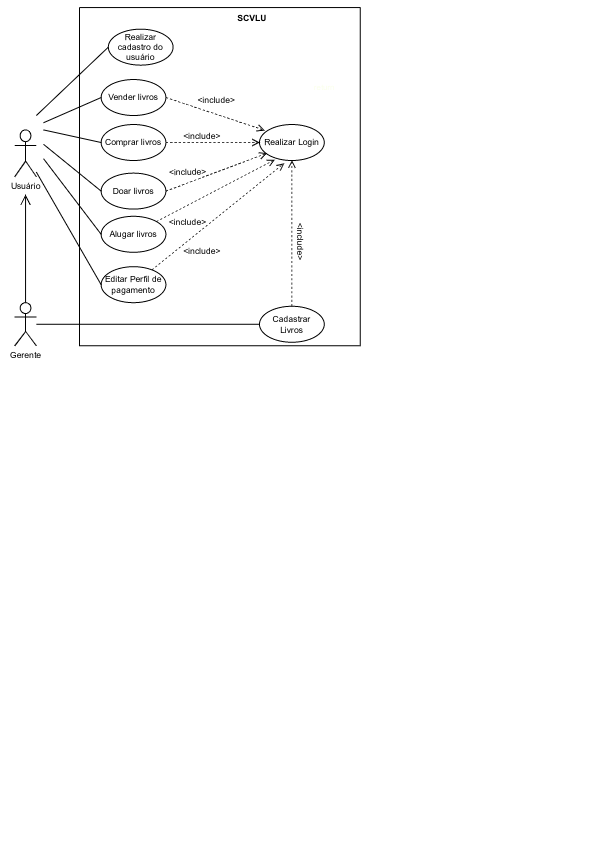 SCVLU
Realizar
cadastro do
usuário
Vender livros
<include>
Comprar livros
<include>
Realizar Login
<include>
Doar livros
Usuário
<include>
Alugar livros
<include>
<include>
Editar Perfil de
pagamento
Cadastrar
Livros
Gerente